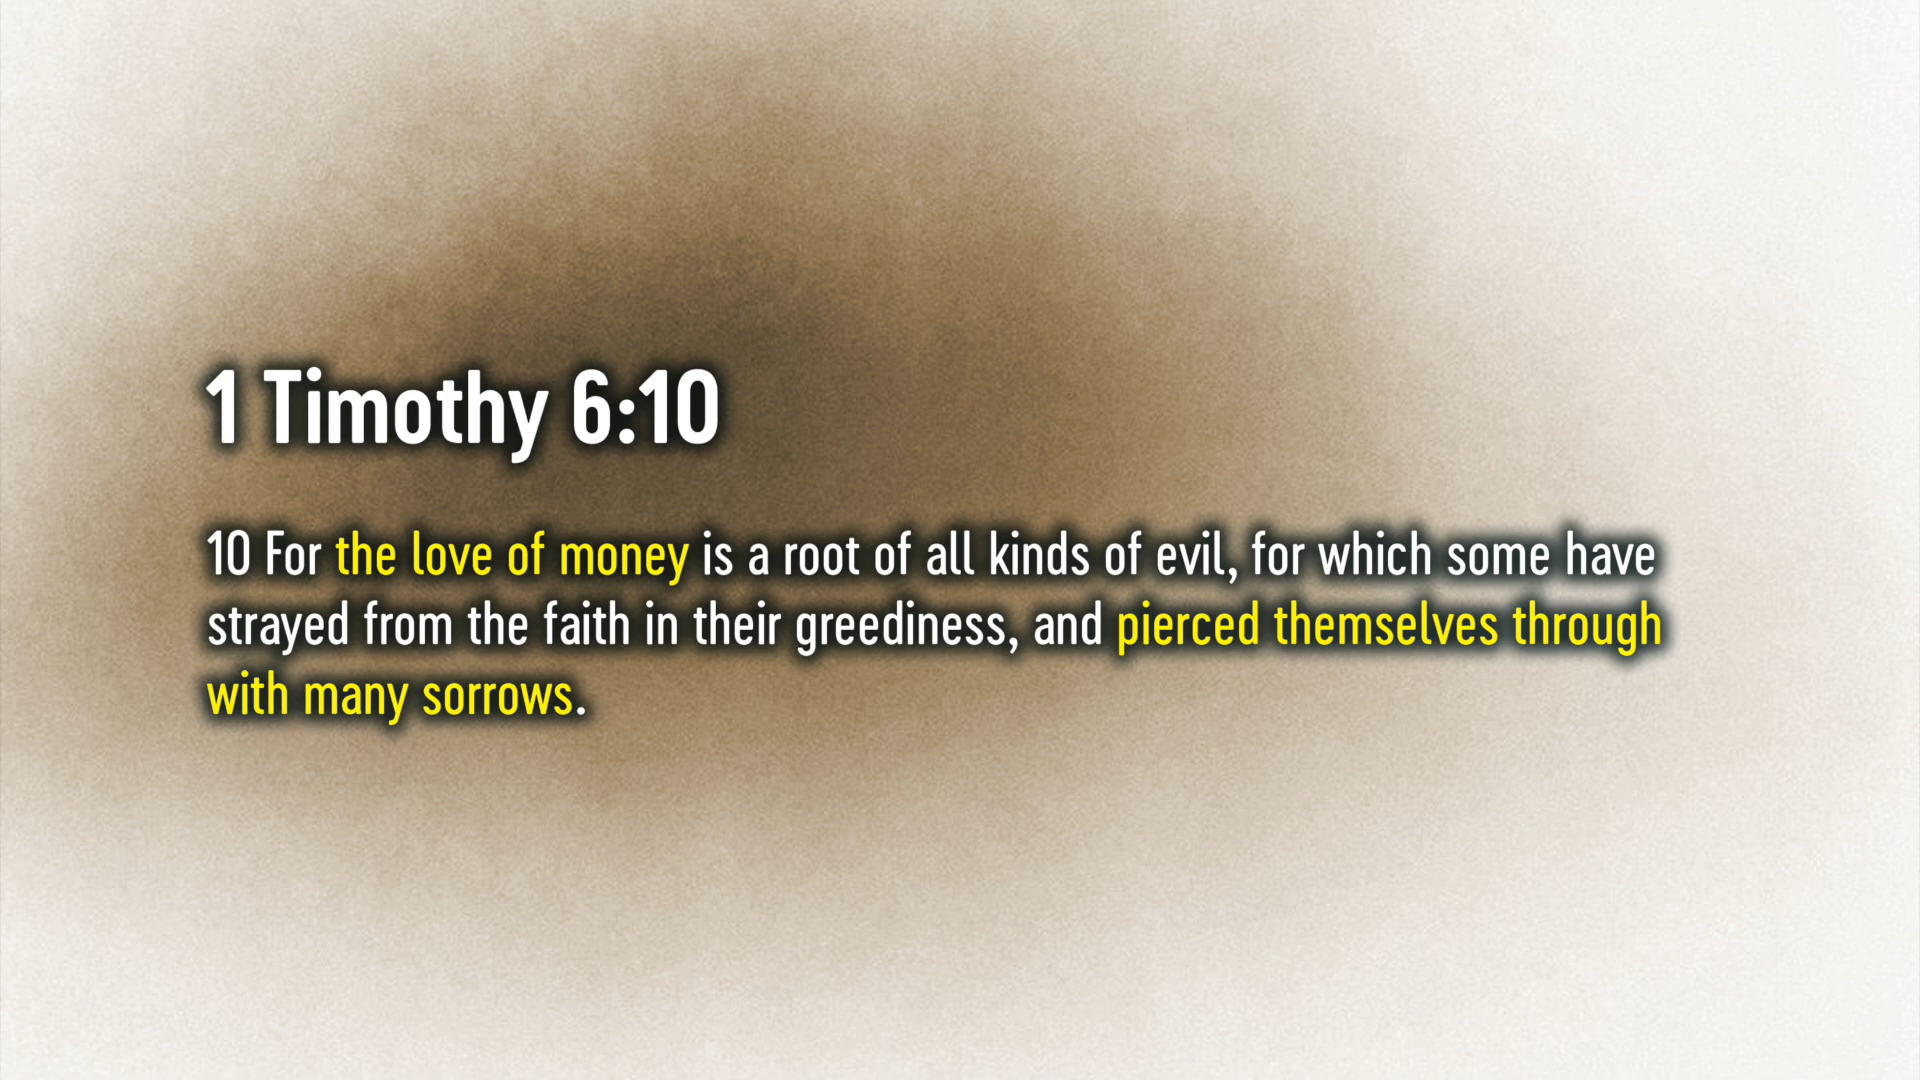 1 Timothy 6:10
10 For the love of money is a root of all kinds of evil, for which some have
strayed from the faith in their greediness, and pierced themselves through
with many sorrows.